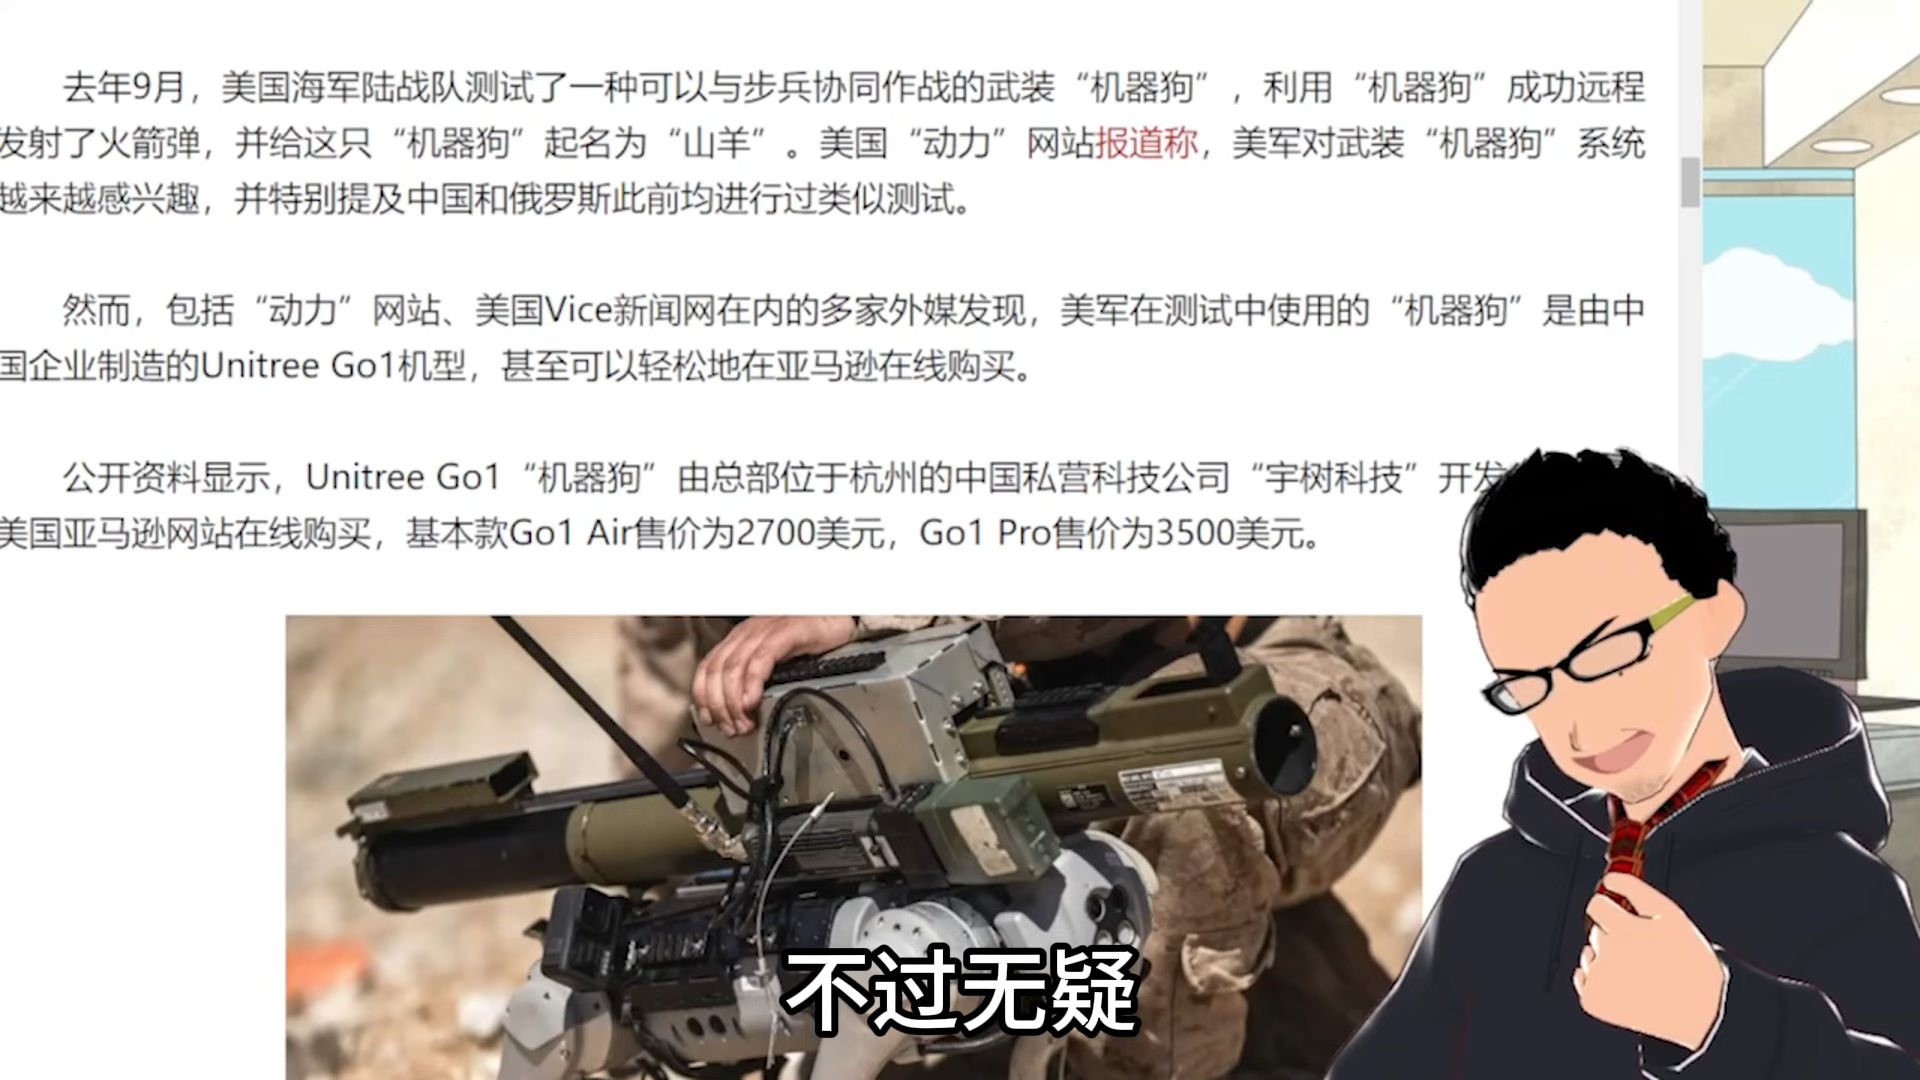 去年9月，美国海军陆战队测试了一种可以与步兵协同作战的武装“机器狗”，利用“机器狗”成功远程
发射了火箭弹，并给这只“机器狗”起名为“山羊”。美国“动力”网站报道称，美军对武装“机器狗”系统
越来越感兴趣，并特别提及中国和俄罗斯此前均进行过类似测试。
然而，包括“动力”网站、美国Vice新闻网在内的多家外媒发现，美军在测试中使用的“机器狗”是由中
国企业制造的Unitree Go1机型，甚至可以轻松地在亚马逊在线购买。
公开资料显示，Unitree Go1“机器狗”由总部位于杭州的中国私营科技公司“宇树科技”开发
美国亚马逊网站在线购买，基本款Go1 Air售价为2700美元，Go1 Pro售价为3500美元。
不过无疑